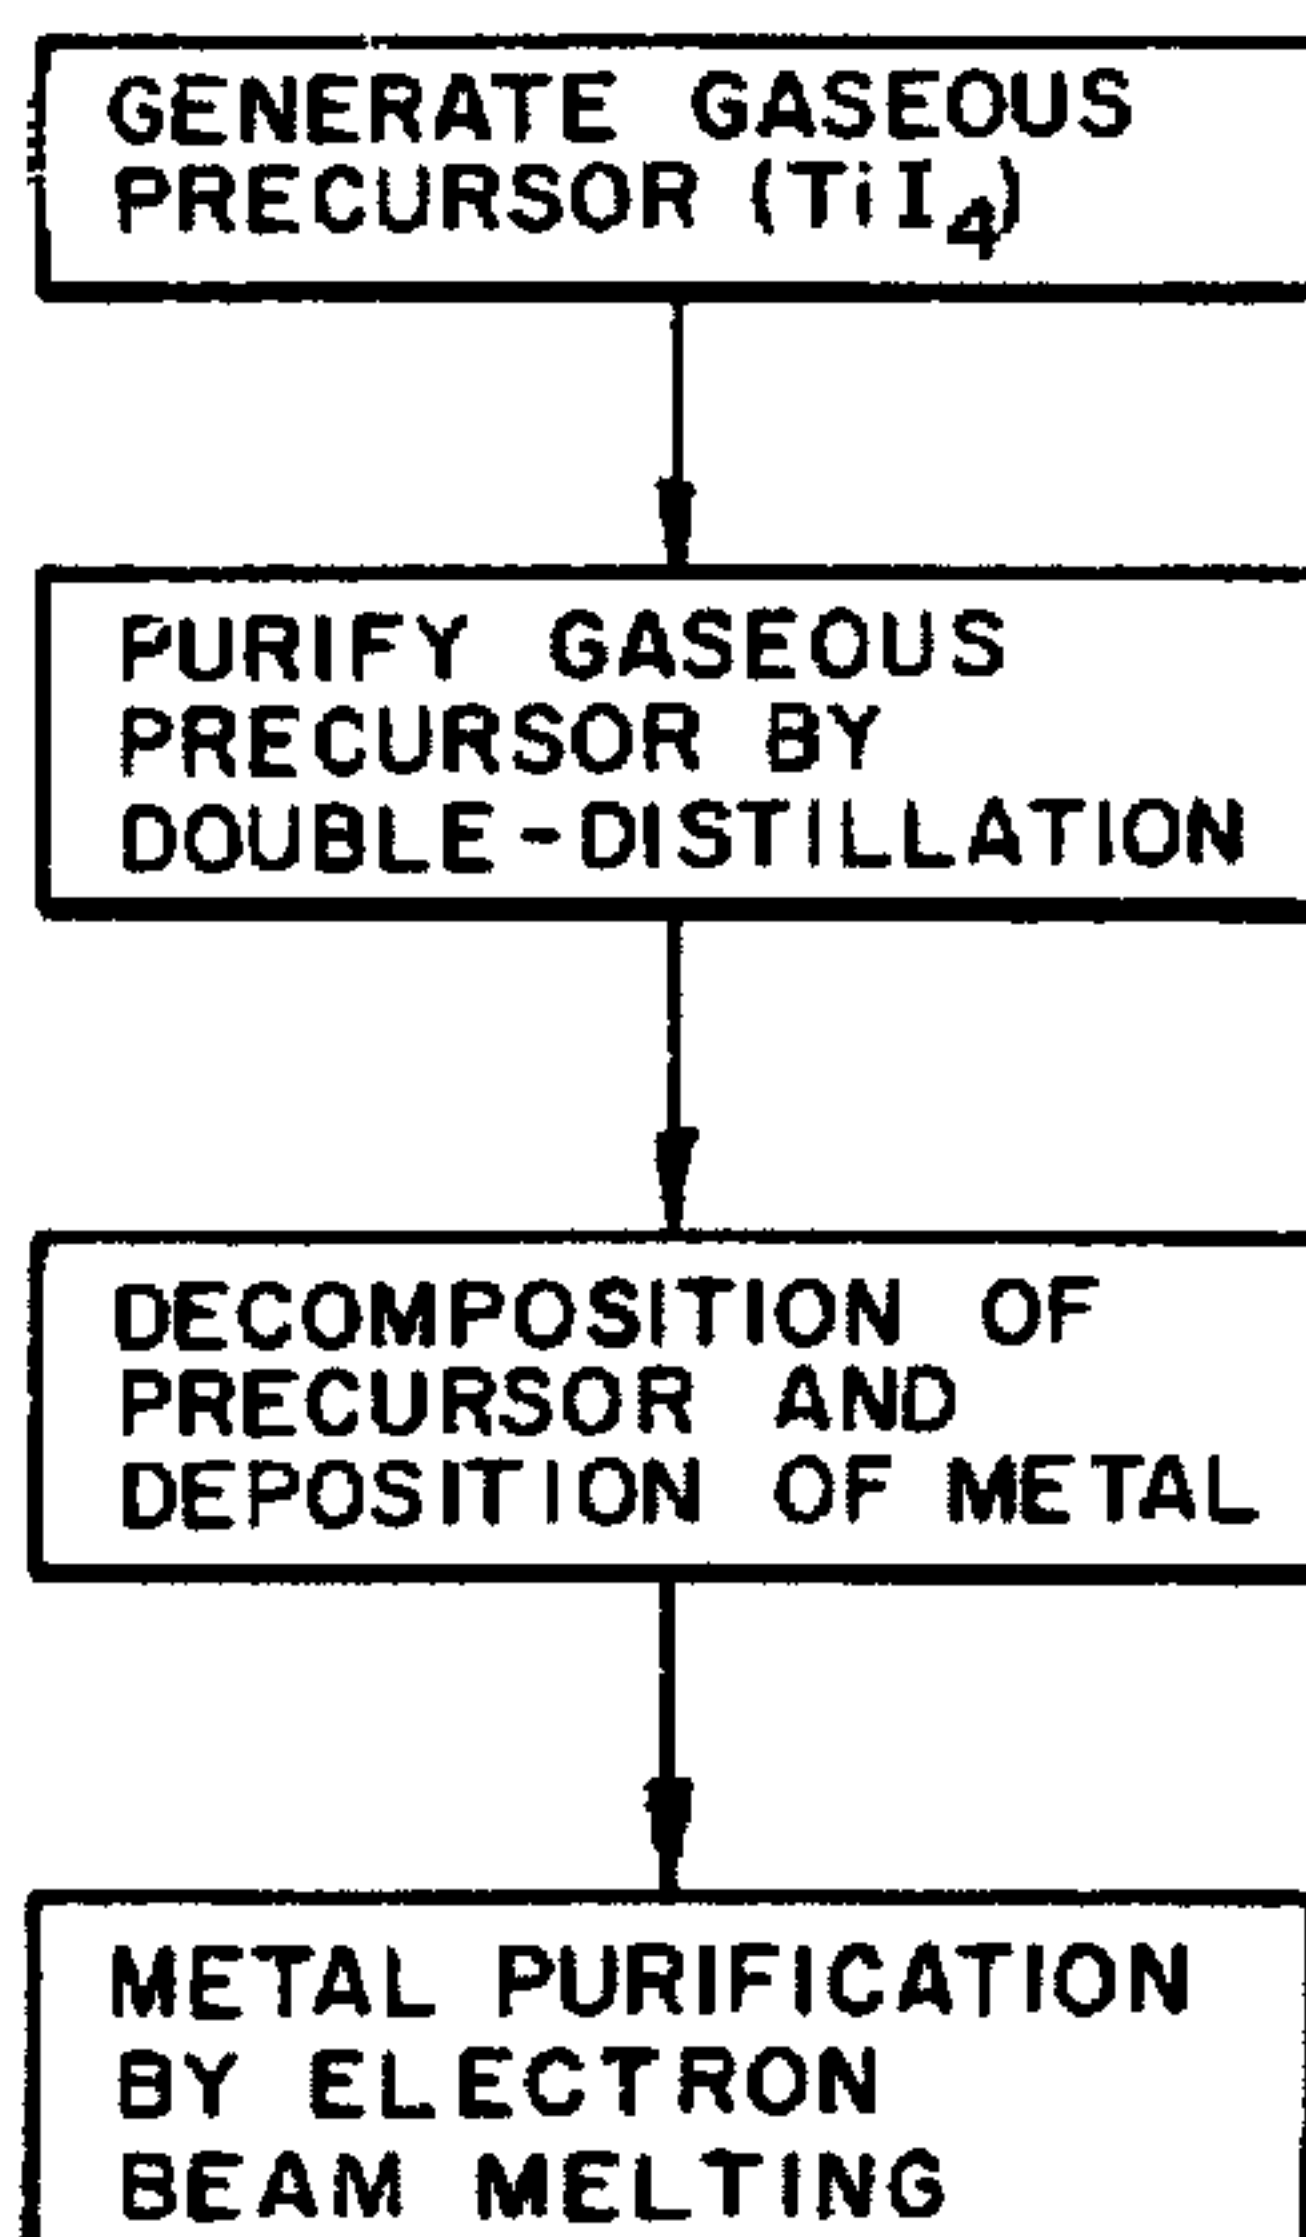 GENERATE GASEOUS
PRECURSOR (TiI4)
PURIFY GASEOUS
PRECURSOR BY
DOUBLE-DISTILLATION
DECOMPOSITION OF
PRECURSOR AND
DEPOSITION OF METAL
METAL PURIFICATION
BY ELECTRON
BEAM MELTING